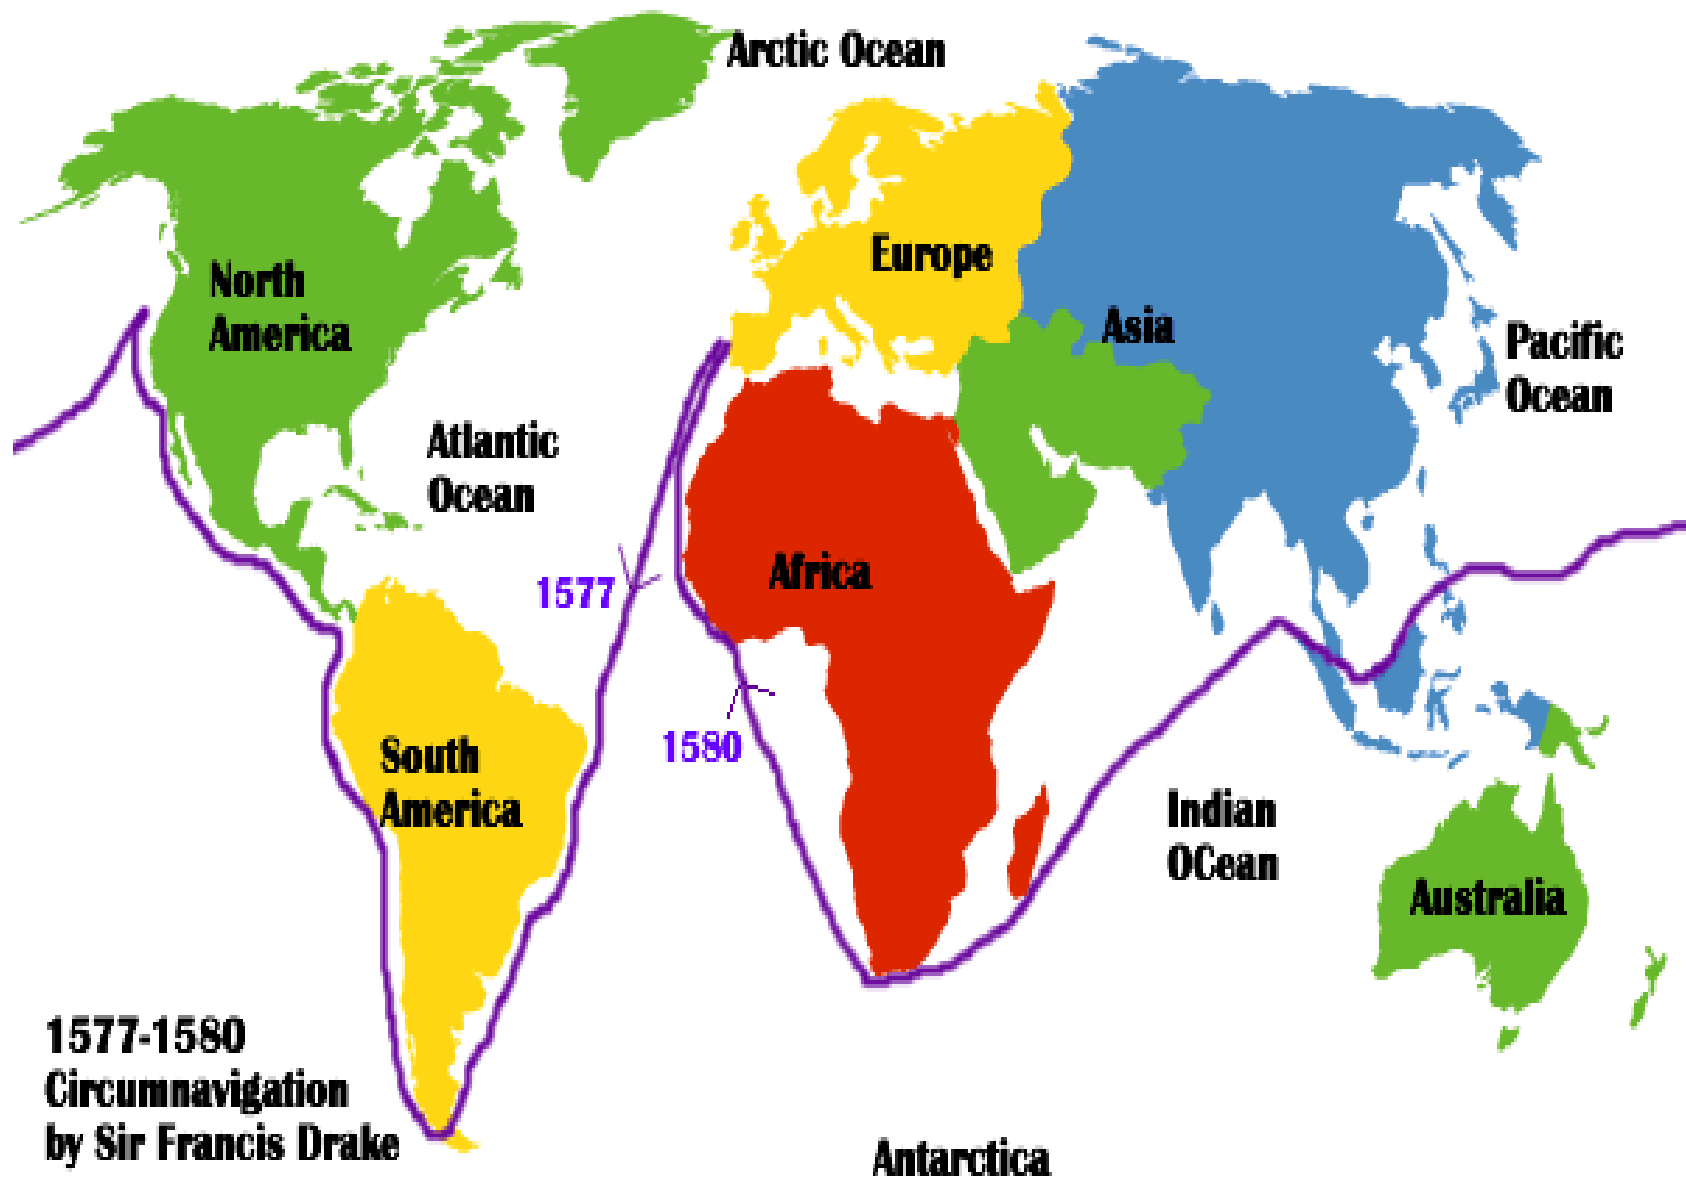 Arctic Ocean
North
America
Europe
Asia
Pacific
Ocean
Atlantic
Ocean
1577
Africa
1580
South
America
Indian
OCean
Australia
1577-1580
Circumnavigation
by Sir Francis Drake
Antarctica